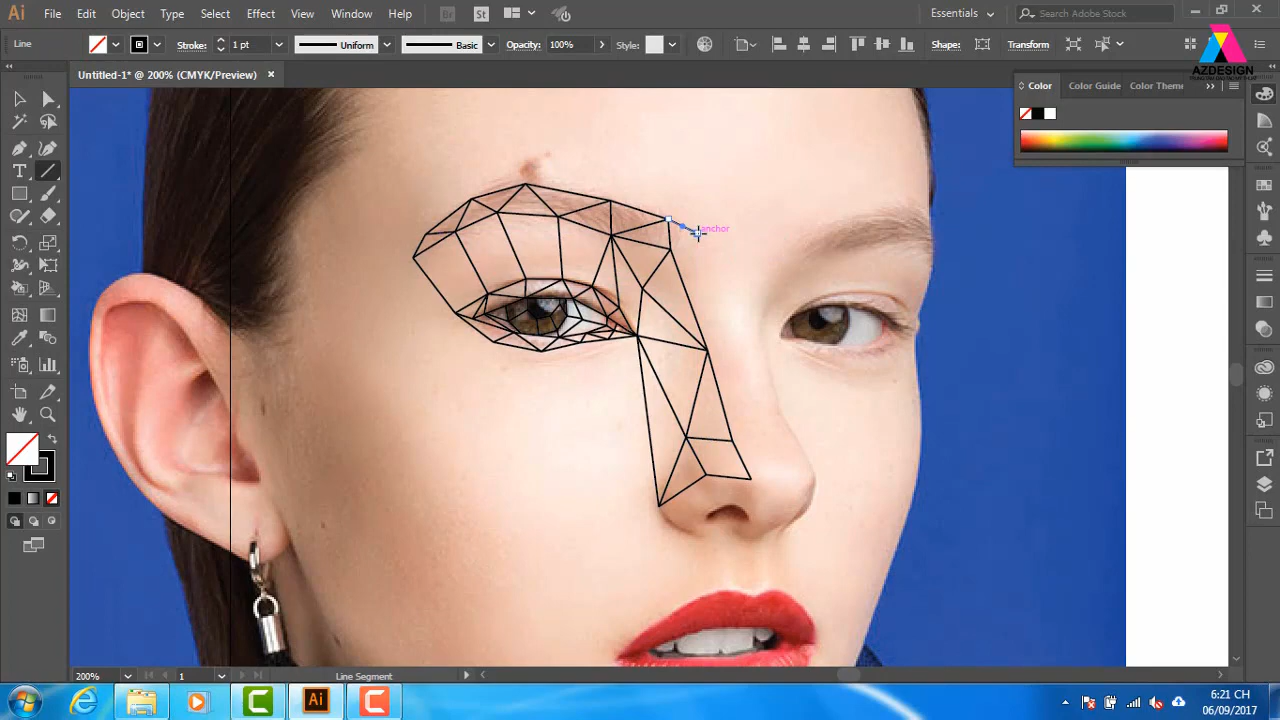 Ai File Edit Object Type Select Effect View Window Help Br St Essentials Search Adobe Stock
Line Stroke: 1 pt Uniform Basic Opacity: 100% Style: Shape: Transform
AZDESIGN
Untitled-1* @ 200% (CMYK/Preview)
Color Color Guide Color Theme
anchor
200% 1 Line Segment
Ai
6:21 CH
06/09/2017